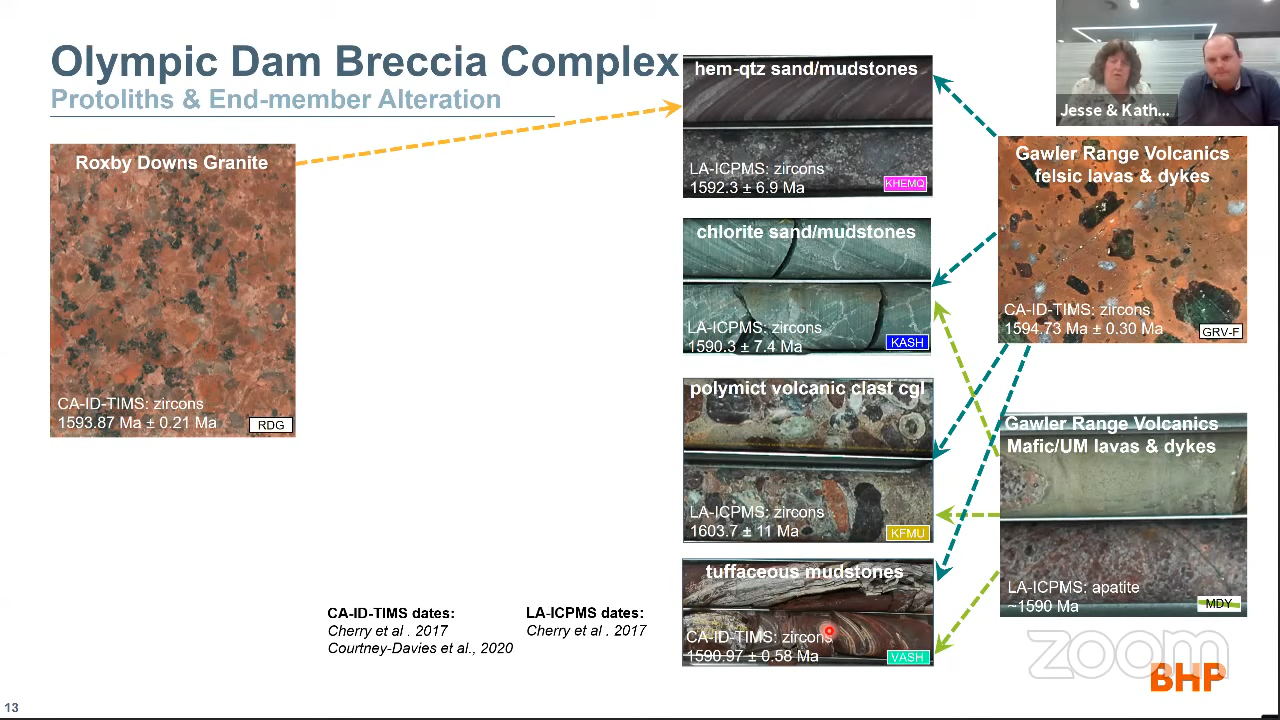 Olympic Dam Breccia Complex
Protoliths & End-member Alteration
Roxby Downs Granite
CA-ID-TIMS: zircons
1593.87 Ma ± 0.21 Ma
RDG
hem-qtz sand/mudstones
LA-ICPMS: zircons
1592.3 ± 6.9 Ma
KHEMQ
chlorite sand/mudstones
LA-ICPMS: zircons
1590.3 ± 7.4 Ma
KASH
polymict volcanic clast cgl
LA-ICPMS: zircons
1603.7 ± 11 Ma
KFMU
tuffaceous mudstones
CA-ID-TIMS: zircons
1590.97 ± 0.58 Ma
VASH
Jesse & Kath...
Gawler Range Volcanics
felsic lavas & dykes
CA-ID-TIMS: zircons
1594.73 Ma ± 0.30 Ma
GRV-F
Gawler Range Volcanics
Mafic/UM lavas & dykes
LA-ICPMS: apatite
~1590 Ma
MDY
CA-ID-TIMS dates:
Cherry et al . 2017
Courtney-Davies et al., 2020
LA-ICPMS dates:
Cherry et al . 2017
zoom
BHP
13